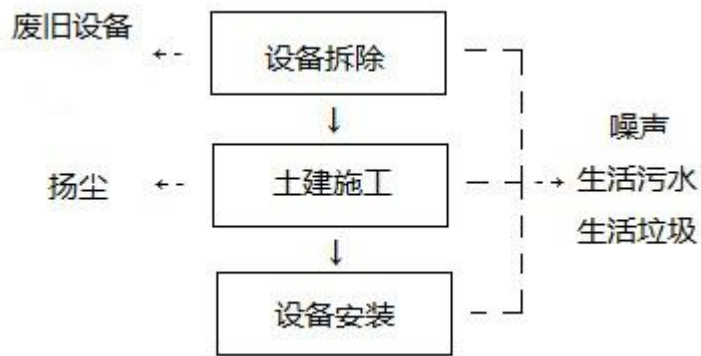 废旧设备
设备拆除
噪声
扬尘
土建施工
生活污水
生活垃圾
设备安装